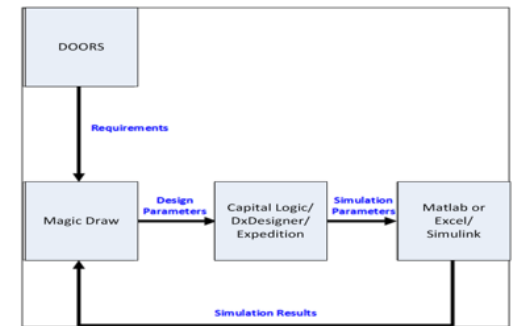 DOORS
Requirements
Magic Draw
Design
Parameters
Capital Logic/
DxDesigner/
Expedition
Simulation
Parameters
Matlab or
Excel/
Simulink
Simulation Results